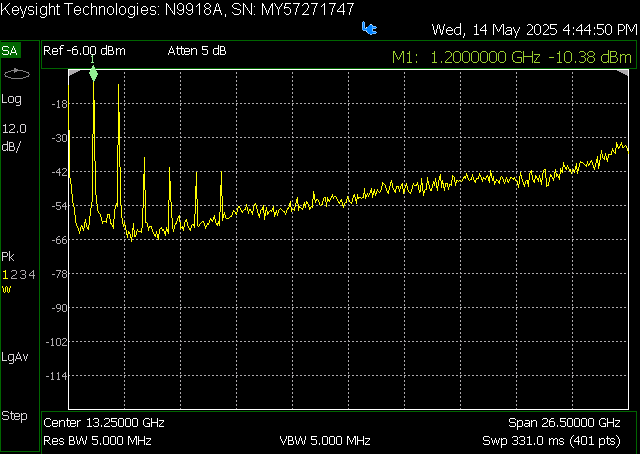 Keysight Technologies: N9918A, SN: MY57271747
Wed, 14 May 2025 4:44:50 PM
SA
Ref -6.00 dBm
Atten 5 dB
M1: 1.2000000 GHz -10.38 dBm
1
Log
12.0
dB/
-18
-30
-42
-54
-66
-78
-90
-102
-114
Pk
1 2 3 4
W
LgAv
Step
Center 13.25000 GHz
Span 26.50000 GHz
Res BW 5.000 MHz
VBW 5.000 MHz
Swp 331.0 ms (401 pts)